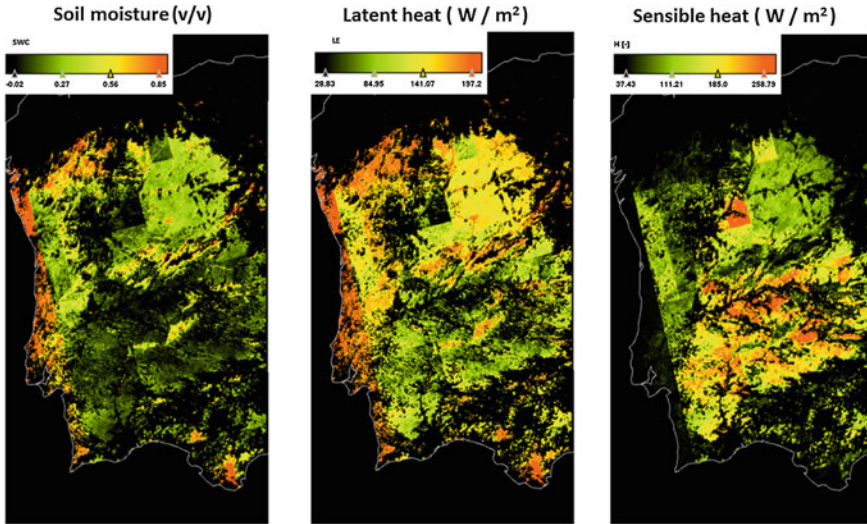 Soil moisture (v/v)
Latent heat ( W / m²)
Sensible heat ( W / m²)
SWC
-0.02 0.27 0.56 0.85
LE
28.83 84.95 141.07 197.2
H [-]
37.43 111.21 185.0 258.79